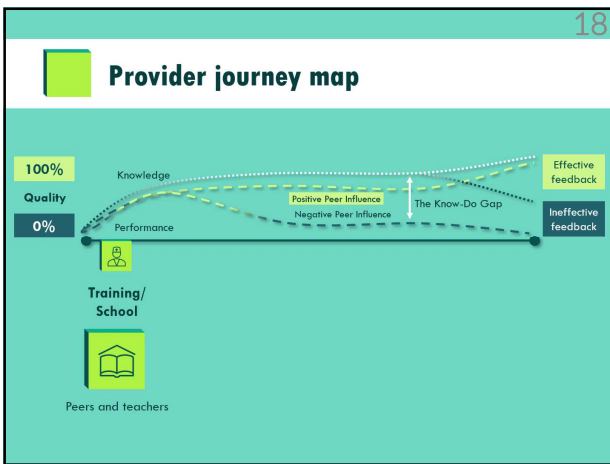 18
Provider journey map
100%
Quality
0%
Knowledge
Performance
Positive Peer Influence
Negative Peer Influence
The Know-Do Gap
Effective
feedback
Ineffective
feedback
Training/
School
Peers and teachers